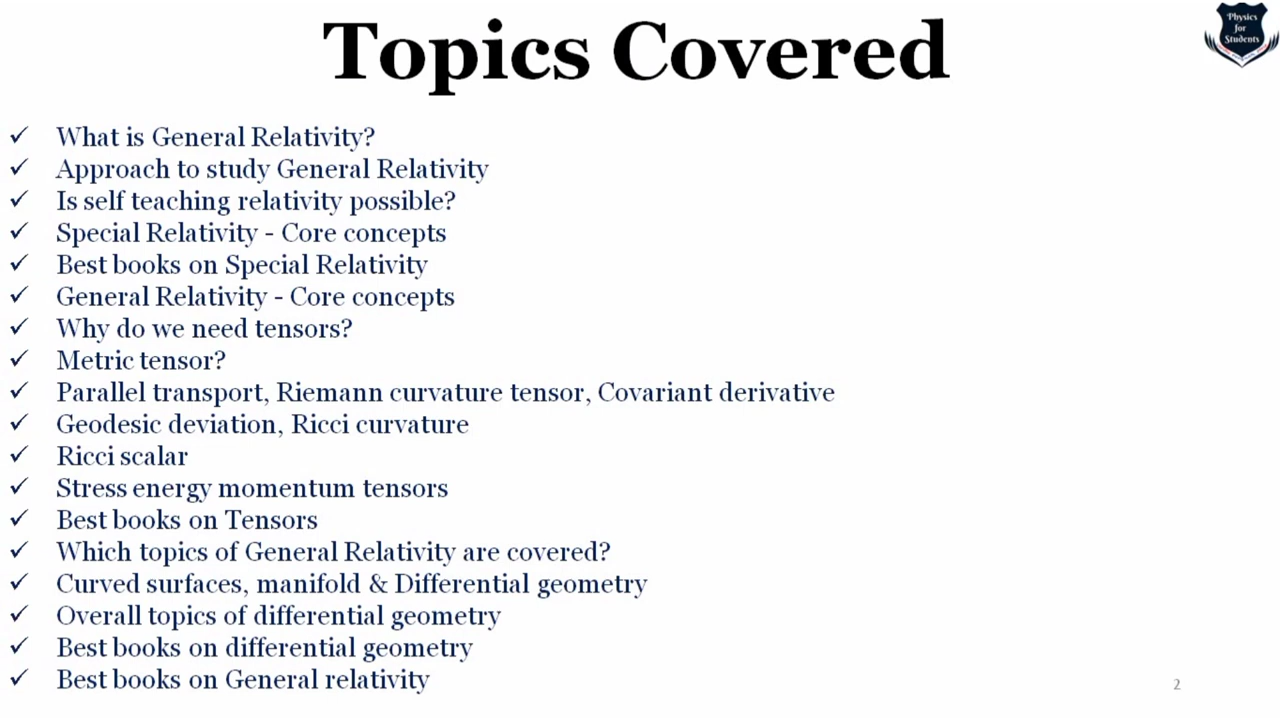 Topics Covered
Physics
for
Students
✓ What is General Relativity?
✓ Approach to study General Relativity
✓ Is self teaching relativity possible?
✓ Special Relativity - Core concepts
✓ Best books on Special Relativity
✓ General Relativity - Core concepts
✓ Why do we need tensors?
✓ Metric tensor?
✓ Parallel transport, Riemann curvature tensor, Covariant derivative
✓ Geodesic deviation, Ricci curvature
✓ Ricci scalar
✓ Stress energy momentum tensors
✓ Best books on Tensors
✓ Which topics of General Relativity are covered?
✓ Curved surfaces, manifold & Differential geometry
✓ Overall topics of differential geometry
✓ Best books on differential geometry
✓ Best books on General relativity
2